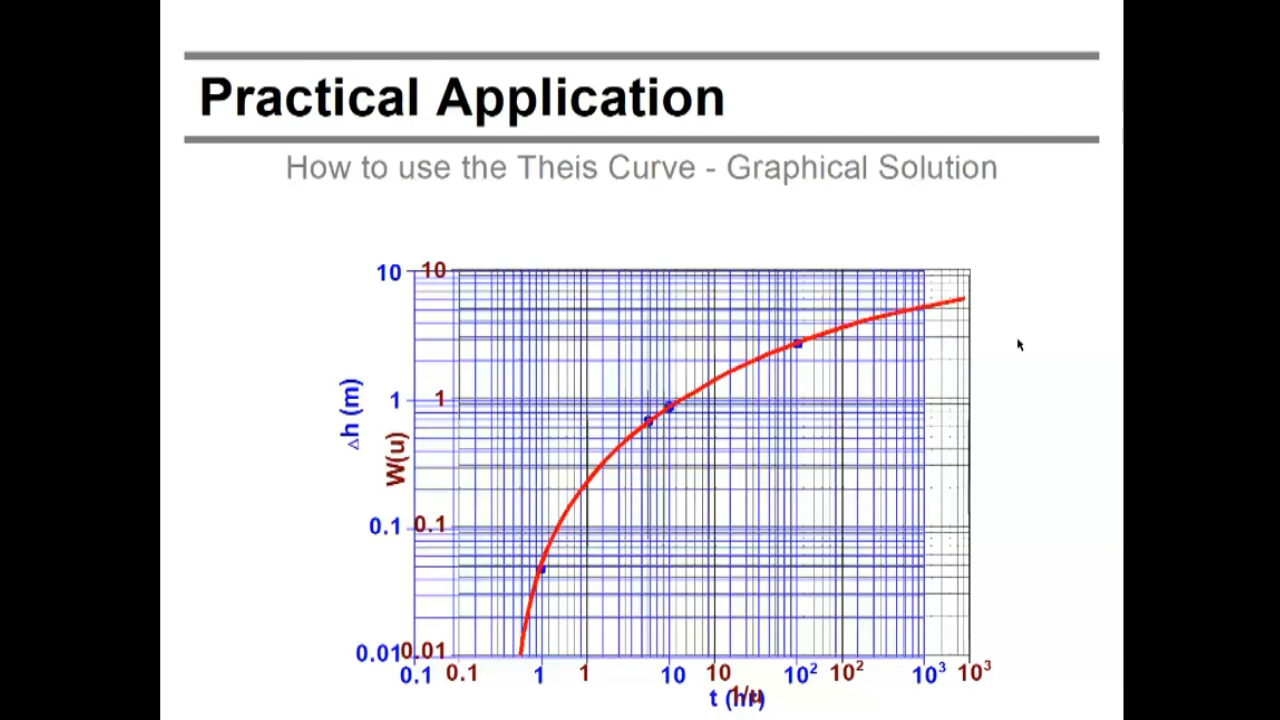 Practical Application
How to use the Theis Curve - Graphical Solution
10 10
1 1
△h (m)
W(u)
0.1 0.1
0.01 0.01
0.1 0.1 1 1 10 10 10² 10² 10³ 10³
t (hr)
1/u